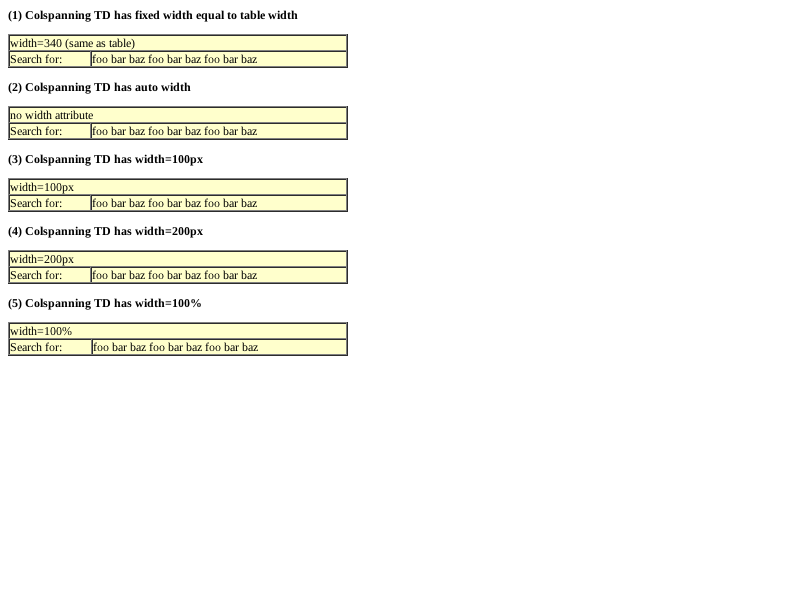 (1) Colspanning TD has fixed width equal to table width
width=340 (same as table)
Search for: foo bar baz foo bar baz foo bar baz
(2) Colspanning TD has auto width
no width attribute
Search for: foo bar baz foo bar baz foo bar baz
(3) Colspanning TD has width=100px
width=100px
Search for: foo bar baz foo bar baz foo bar baz
(4) Colspanning TD has width=200px
width=200px
Search for: foo bar baz foo bar baz foo bar baz
(5) Colspanning TD has width=100%
width=100%
Search for: foo bar baz foo bar baz foo bar baz